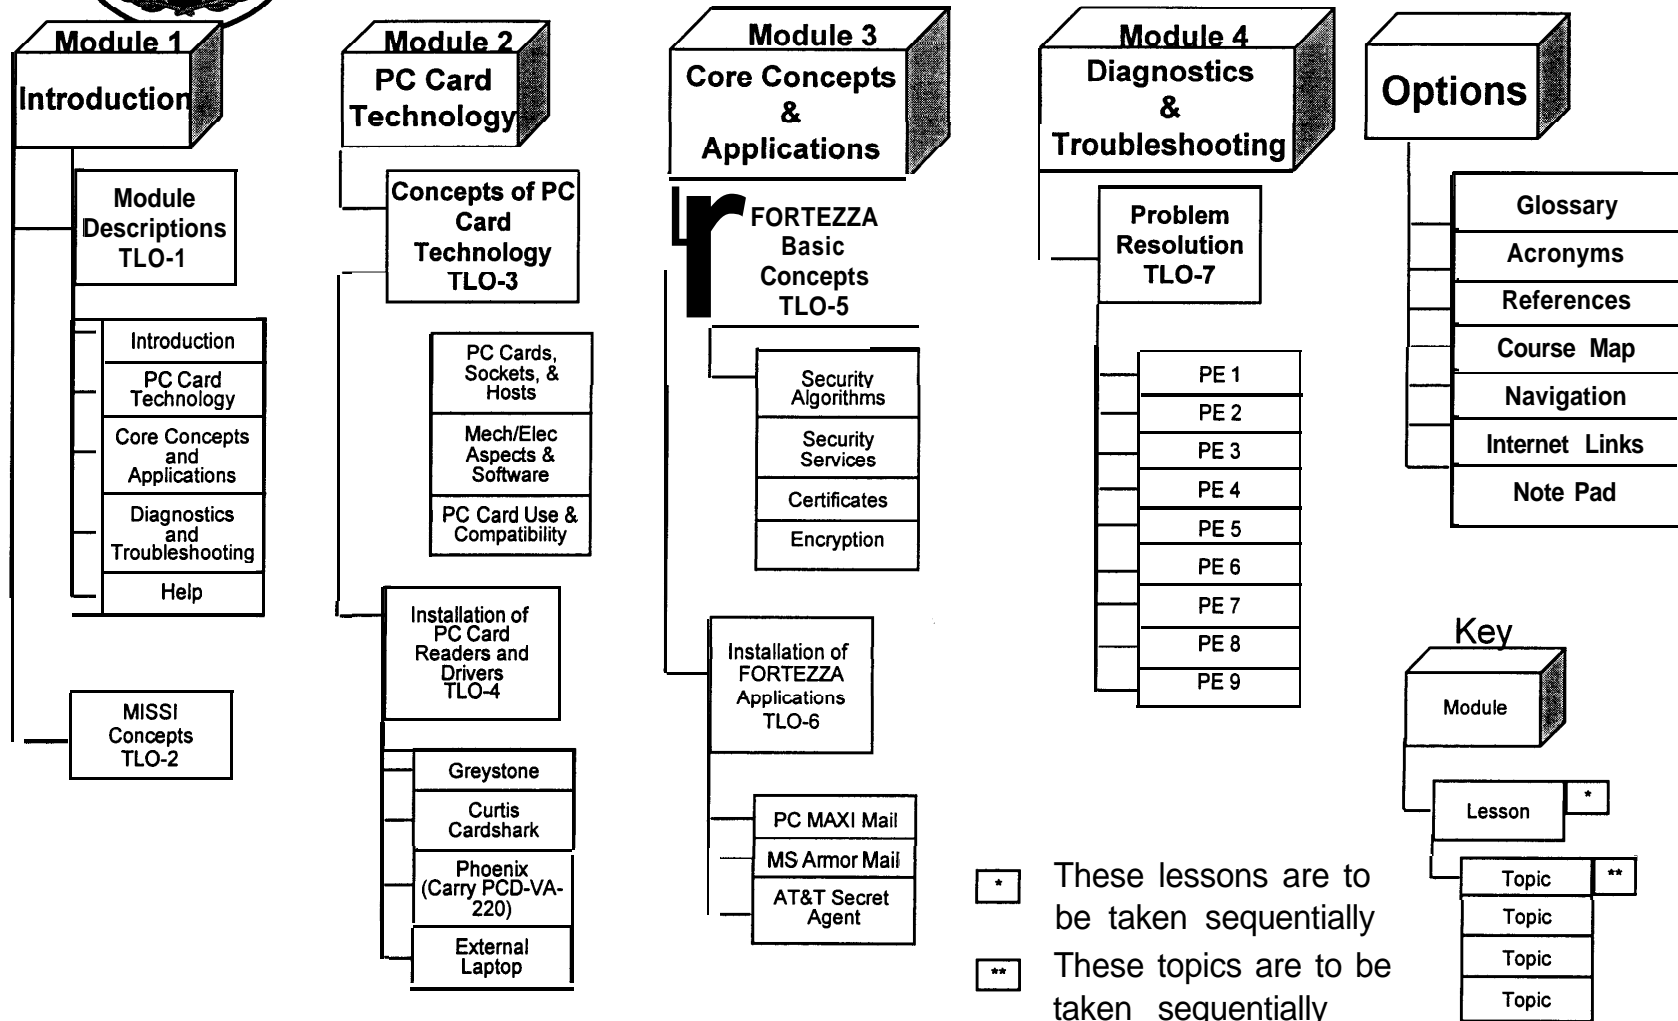 Module 1
Introduction
Module
Descriptions
TLO-1
Introduction
PC Card
Technology
Core Concepts
and
Applications
Diagnostics
and
Troubleshooting
Help
MISSI
Concepts
TLO-2
Module 2
PC Card
Technology
Concepts of PC
Card
Technology
TLO-3
PC Cards,
Sockets, &
Hosts
Mech/Elec
Aspects &
Software
PC Card Use &
Compatibility
Installation of
PC Card
Readers and
Drivers
TLO-4
Greystone
Curtis
Cardshark
Phoenix
(Carry PCD-VA-
220)
External
Laptop
Module 3
Core Concepts
&
Applications
FORTEZZA
Basic
Concepts
TLO-5
Security
Algorithms
Security
Services
Certificates
Encryption
Installation of
FORTEZZA
Applications
TLO-6
PC MAXI Mail
MS Armor Mail
AT&T Secret
Agent
Module 4
Diagnostics
&
Troubleshooting
Problem
Resolution
TLO-7
PE 1
PE 2
PE 3
PE 4
PE 5
PE 6
PE 7
PE 8
PE 9
Options
Glossary
Acronyms
References
Course Map
Navigation
Internet Links
Note Pad
Key
Module
Lesson *
Topic **
Topic
Topic
Topic
* These lessons are to
be taken sequentially
** These topics are to be
taken sequentially